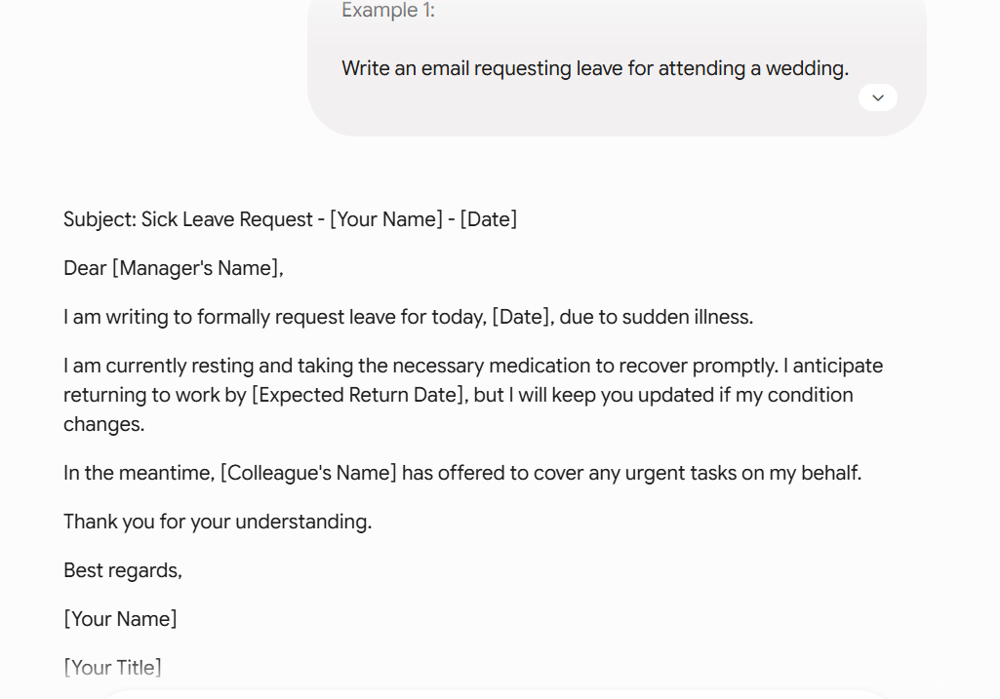 Example 1:
Write an email requesting leave for attending a wedding.
Subject: Sick Leave Request - [Your Name] - [Date]
Dear [Manager's Name],
I am writing to formally request leave for today, [Date], due to sudden illness.
I am currently resting and taking the necessary medication to recover promptly. I anticipate
returning to work by [Expected Return Date], but I will keep you updated if my condition
changes.
In the meantime, [Colleague's Name] has offered to cover any urgent tasks on my behalf.
Thank you for your understanding.
Best regards,
[Your Name]
[Your Title]